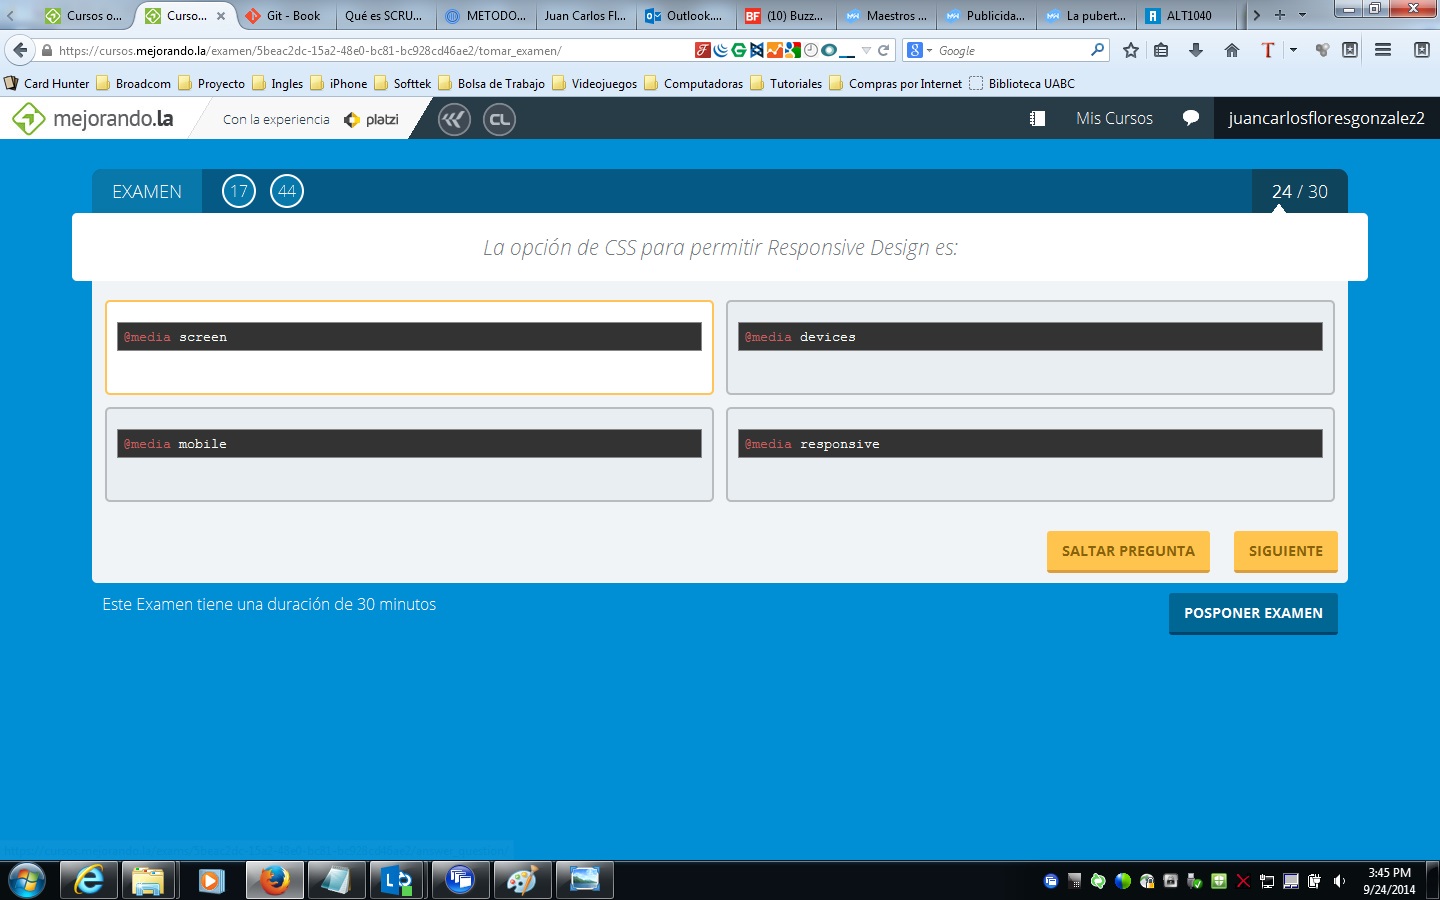 Cursos o...
Curso...
Git - Book
Qué es SCRU...
METODO...
Juan Carlos Fl...
Outlook....
(10) Buzz...
Maestros ...
Publicida...
La pubert...
ALT1040
https://cursos.mejorando.la/examen/5beac2dc-15a2-48e0-bc81-bc928cd46ae2/tomar_examen/
Google
Card Hunter
Broadcom
Proyecto
Ingles
iPhone
Softtek
Bolsa de Trabajo
Videojuegos
Computadoras
Tutoriales
Compras por Internet
Biblioteca UABC
mejorando.la
Con la experiencia
platzi
CL
Mis Cursos
juancarlosfloresgonzalez2
EXAMEN
17
44
24 / 30
La opción de CSS para permitir Responsive Design es:
@media screen
@media devices
@media mobile
@media responsive
SALTAR PREGUNTA
SIGUIENTE
Este Examen tiene una duración de 30 minutos
POSPONER EXAMEN
3:45 PM
9/24/2014